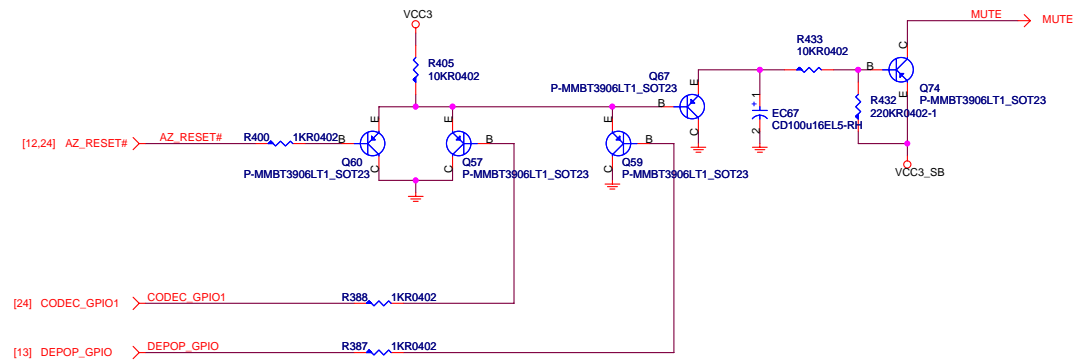 VCC3
MUTE
MUTE
R405
10KR0402
R433
10KR0402
C
B
E
Q74
P-MMBT3906LT1_SOT23
Q67
P-MMBT3906LT1_SOT23
E
B
C
1
+
EC67
CD100u16EL5-RH
2
R432
220KR0402-1
VCC3_SB
[12,24] AZ_RESET#
AZ_RESET#
R400
1KR0402
B
E
C
Q60
P-MMBT3906LT1_SOT23
E
B
C
Q57
P-MMBT3906LT1_SOT23
E
B
C
Q59
P-MMBT3906LT1_SOT23
[24] CODEC_GPIO1
CODEC_GPIO1
R388
1KR0402
[13] DEPOP_GPIO
DEPOP_GPIO
R387
1KR0402